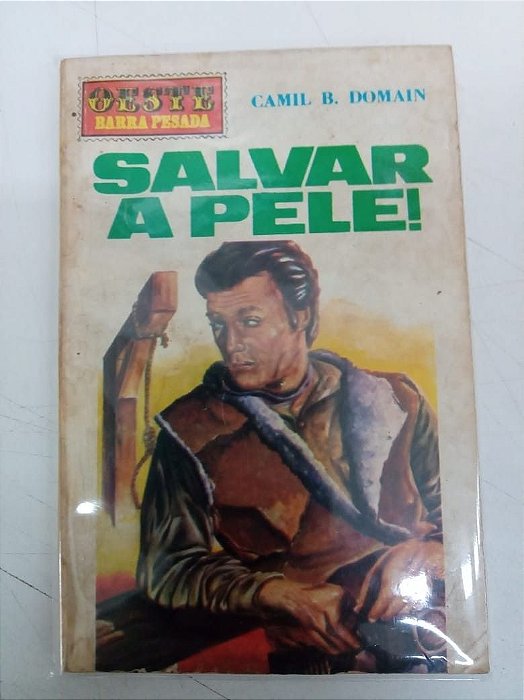 OESTE
BARRA PESADA
CAMIL B. DOMAIN
SALVAR
A PELE!